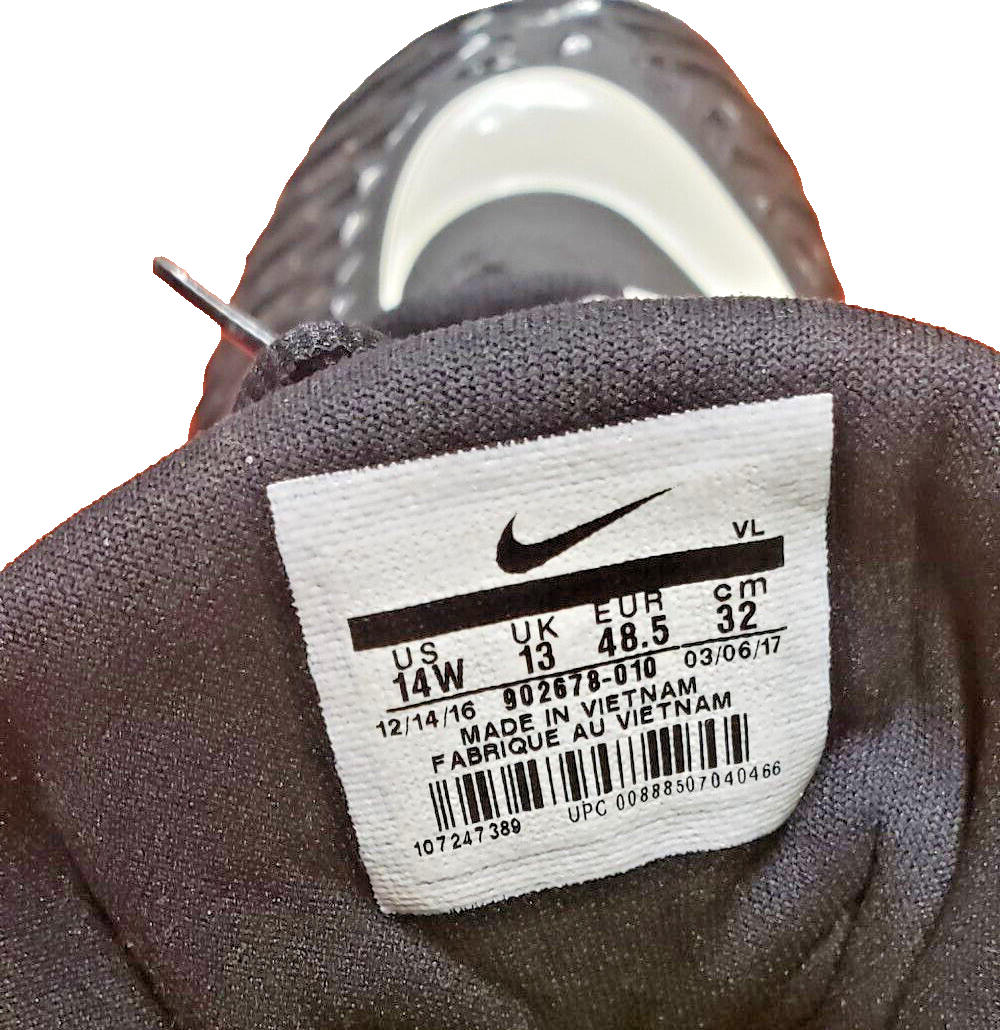 VL
US UK EUR cm
14W 13 48.5 32
12/14/16 902678-010 03/06/17
MADE IN VIETNAM
FABRIQUE AU VIETNAM
107247389 UPC 00888507040466